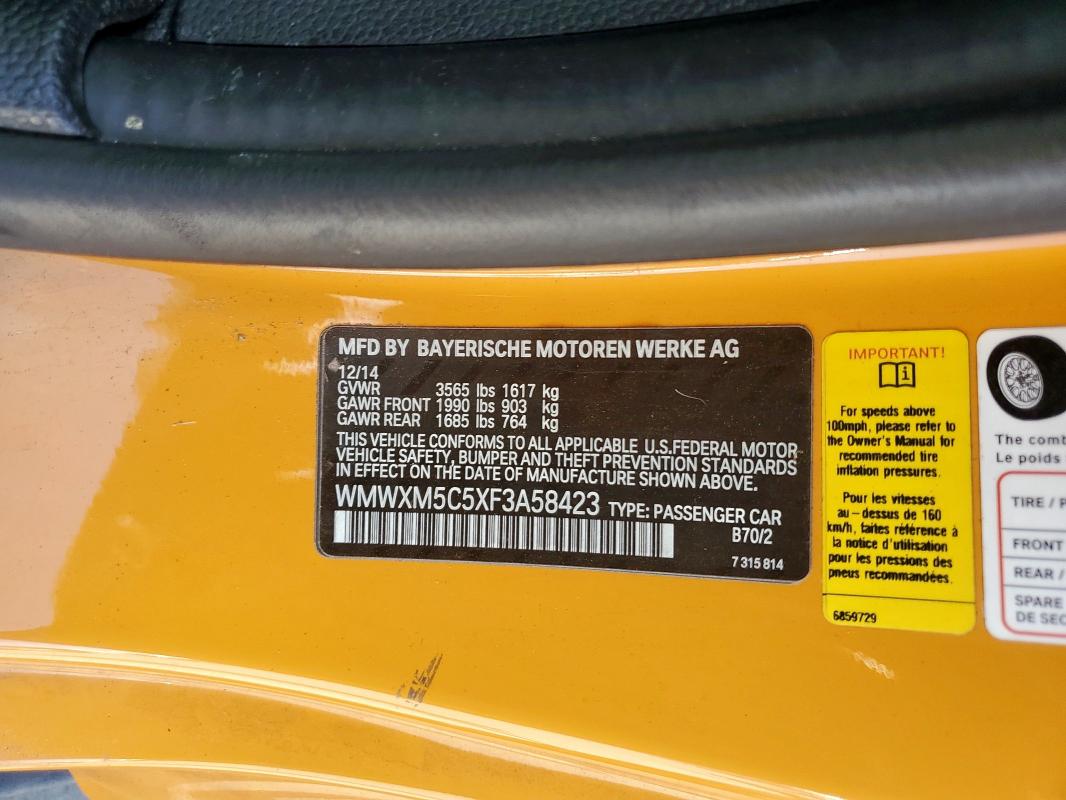 MFD BY BAYERISCHE MOTOREN WERKE AG
12/14
GVWR 3565 lbs 1617 kg
GAWR FRONT 1990 lbs 903 kg
GAWR REAR 1685 lbs 764 kg
THIS VEHICLE CONFORMS TO ALL APPLICABLE U.S.FEDERAL MOTOR
VEHICLE SAFETY, BUMPER AND THEFT PREVENTION STANDARDS
IN EFFECT ON THE DATE OF MANUFACTURE SHOWN ABOVE.
WMWXM5C5XF3A58423 TYPE: PASSENGER CAR
B70/2
7 315 814
IMPORTANT!
For speeds above
100mph, please refer to
the Owner's Manual for
recommended tire
inflation pressures.
Pour les vitesses
au-dessus de 160
km/h, faites référence à
la notice d'utilisation
pour les pressions des
pneus recommandées.
6859729
The comb
Le poids
TIRE / P
FRONT
REAR /
SPARE
DE SEC